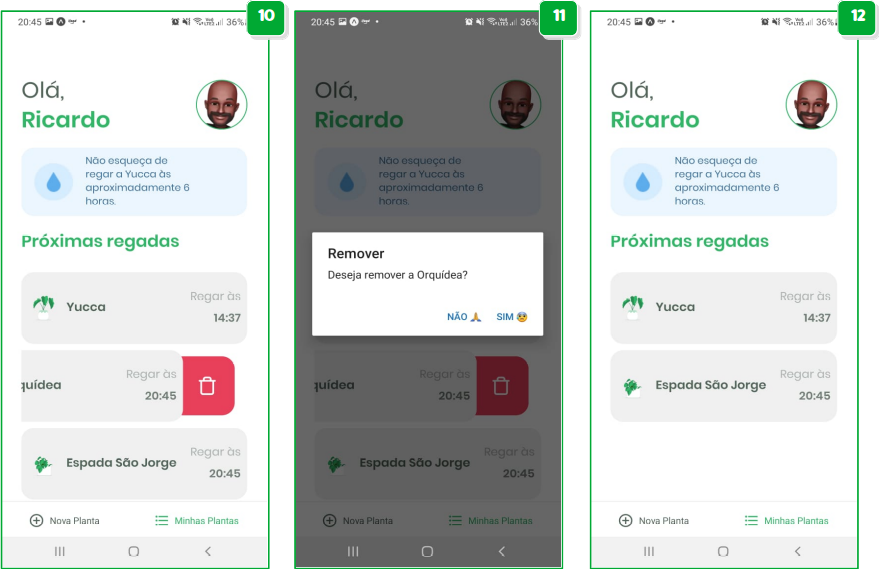 20:45
36%
10
Olá,
Ricardo
Não esqueça de
regar a Yucca às
aproximadamente 6
horas.
Próximas regadas
Yucca
Regar às
14:37
quídea
Regar às
20:45
Espada São Jorge
Regar às
20:45
Nova Planta
Minhas Plantas
20:45
36%
11
Olá,
Ricardo
Não esqueça de
regar a Yucca às
aproximadamente 6
horas.
Remover
Deseja remover a Orquídea?
NÃO 🙏 SIM 😨
quídea
Regar às
20:45
Espada São Jorge
Regar às
20:45
Nova Planta
Minhas Plantas
20:45
36%
12
Olá,
Ricardo
Não esqueça de
regar a Yucca às
aproximadamente 6
horas.
Próximas regadas
Yucca
Regar às
14:37
Espada São Jorge
Regar às
20:45
Nova Planta
Minhas Plantas